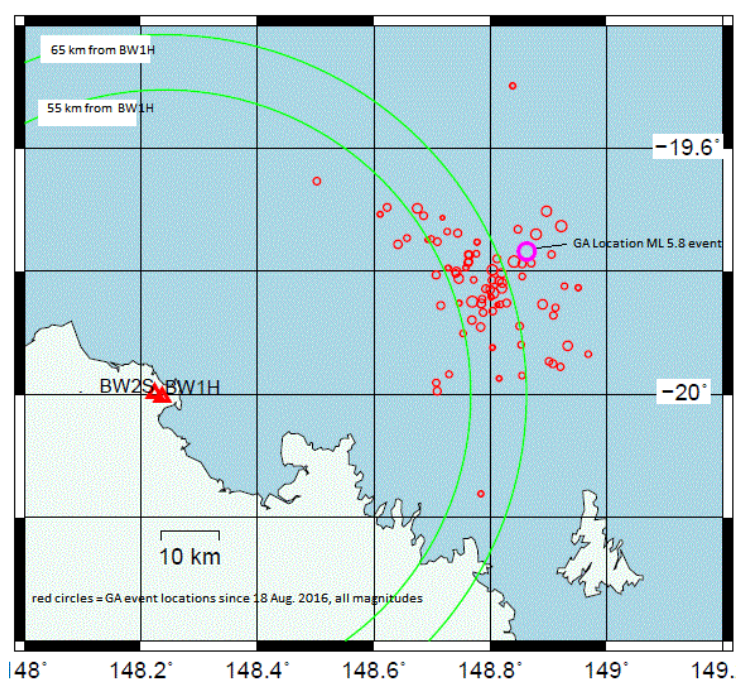 65 km from BW1H
55 km from BW1H
−19.6°
GA Location ML 5.8 event
BW2S BW1H
−20°
10 km
red circles = GA event locations since 18 Aug. 2016, all magnitudes
148° 148.2° 148.4° 148.6° 148.8° 149° 149.